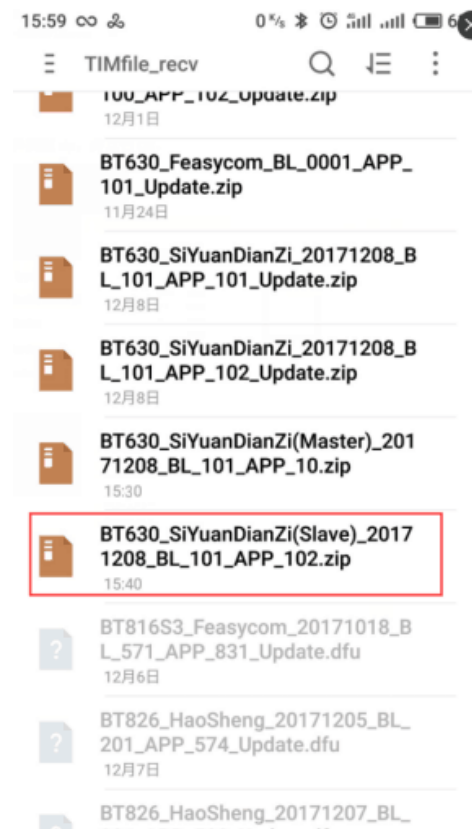 15:59
0 K/s
6
TIMfile_recv
100_APP_102_Update.zip
12月1日
BT630_Feasycom_BL_0001_APP_
101_Update.zip
11月24日
BT630_SiYuanDianZi_20171208_B
L_101_APP_101_Update.zip
12月8日
BT630_SiYuanDianZi_20171208_B
L_101_APP_102_Update.zip
12月8日
BT630_SiYuanDianZi(Master)_201
71208_BL_101_APP_10.zip
15:30
BT630_SiYuanDianZi(Slave)_2017
1208_BL_101_APP_102.zip
15:40
BT816S3_Feasycom_20171018_B
L_571_APP_831_Update.dfu
12月6日
BT826_HaoSheng_20171205_BL_
201_APP_574_Update.dfu
12月7日
BT826_HaoSheng_20171207_BL_